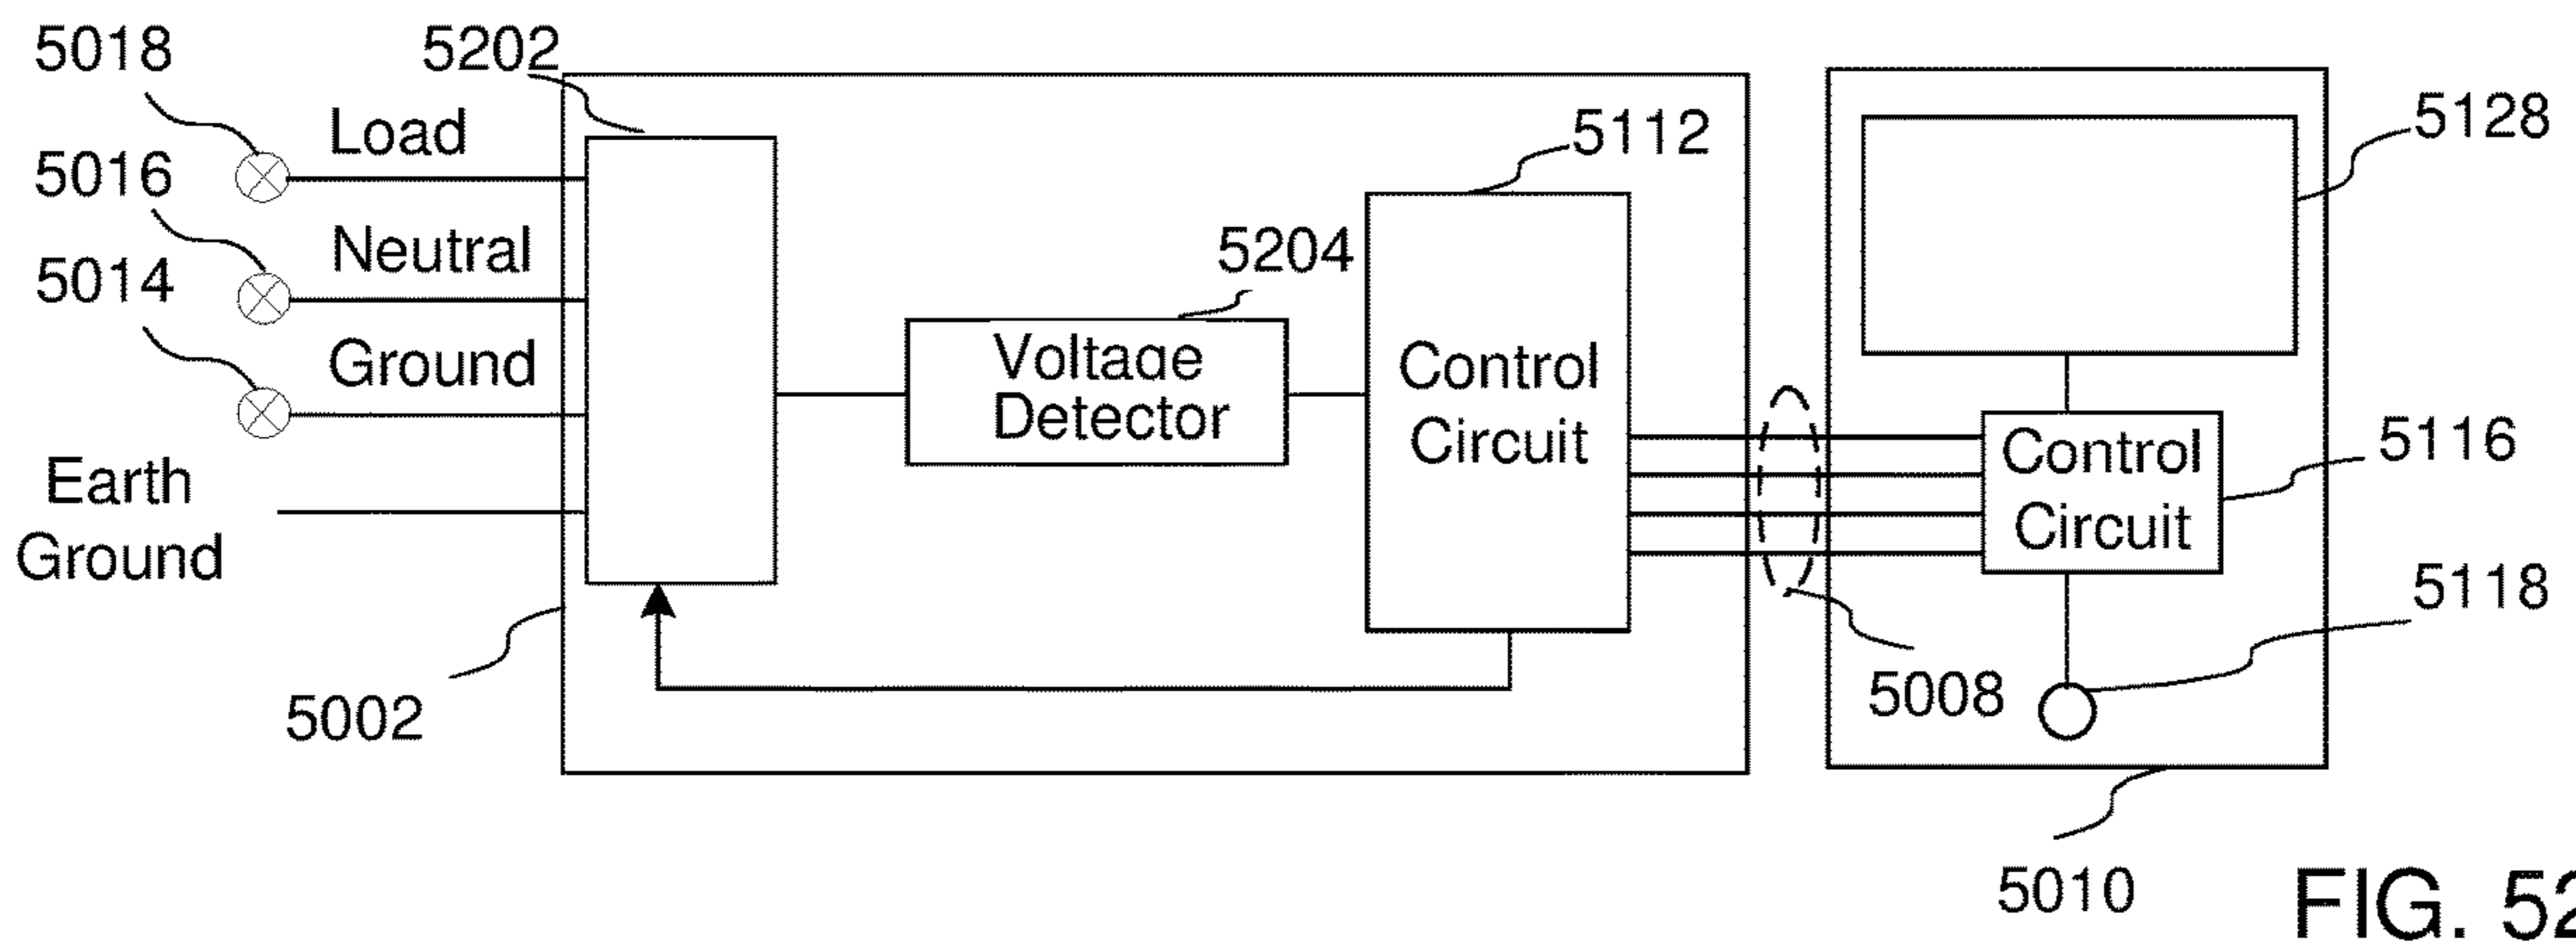 5018
5202
Load
5112
5128
5016
Neutral
5204
5014
Ground
Voltage
Detector
Control
Circuit
Control
Circuit
5116
Earth
Ground
5118
5002
5008
5010
FIG. 52